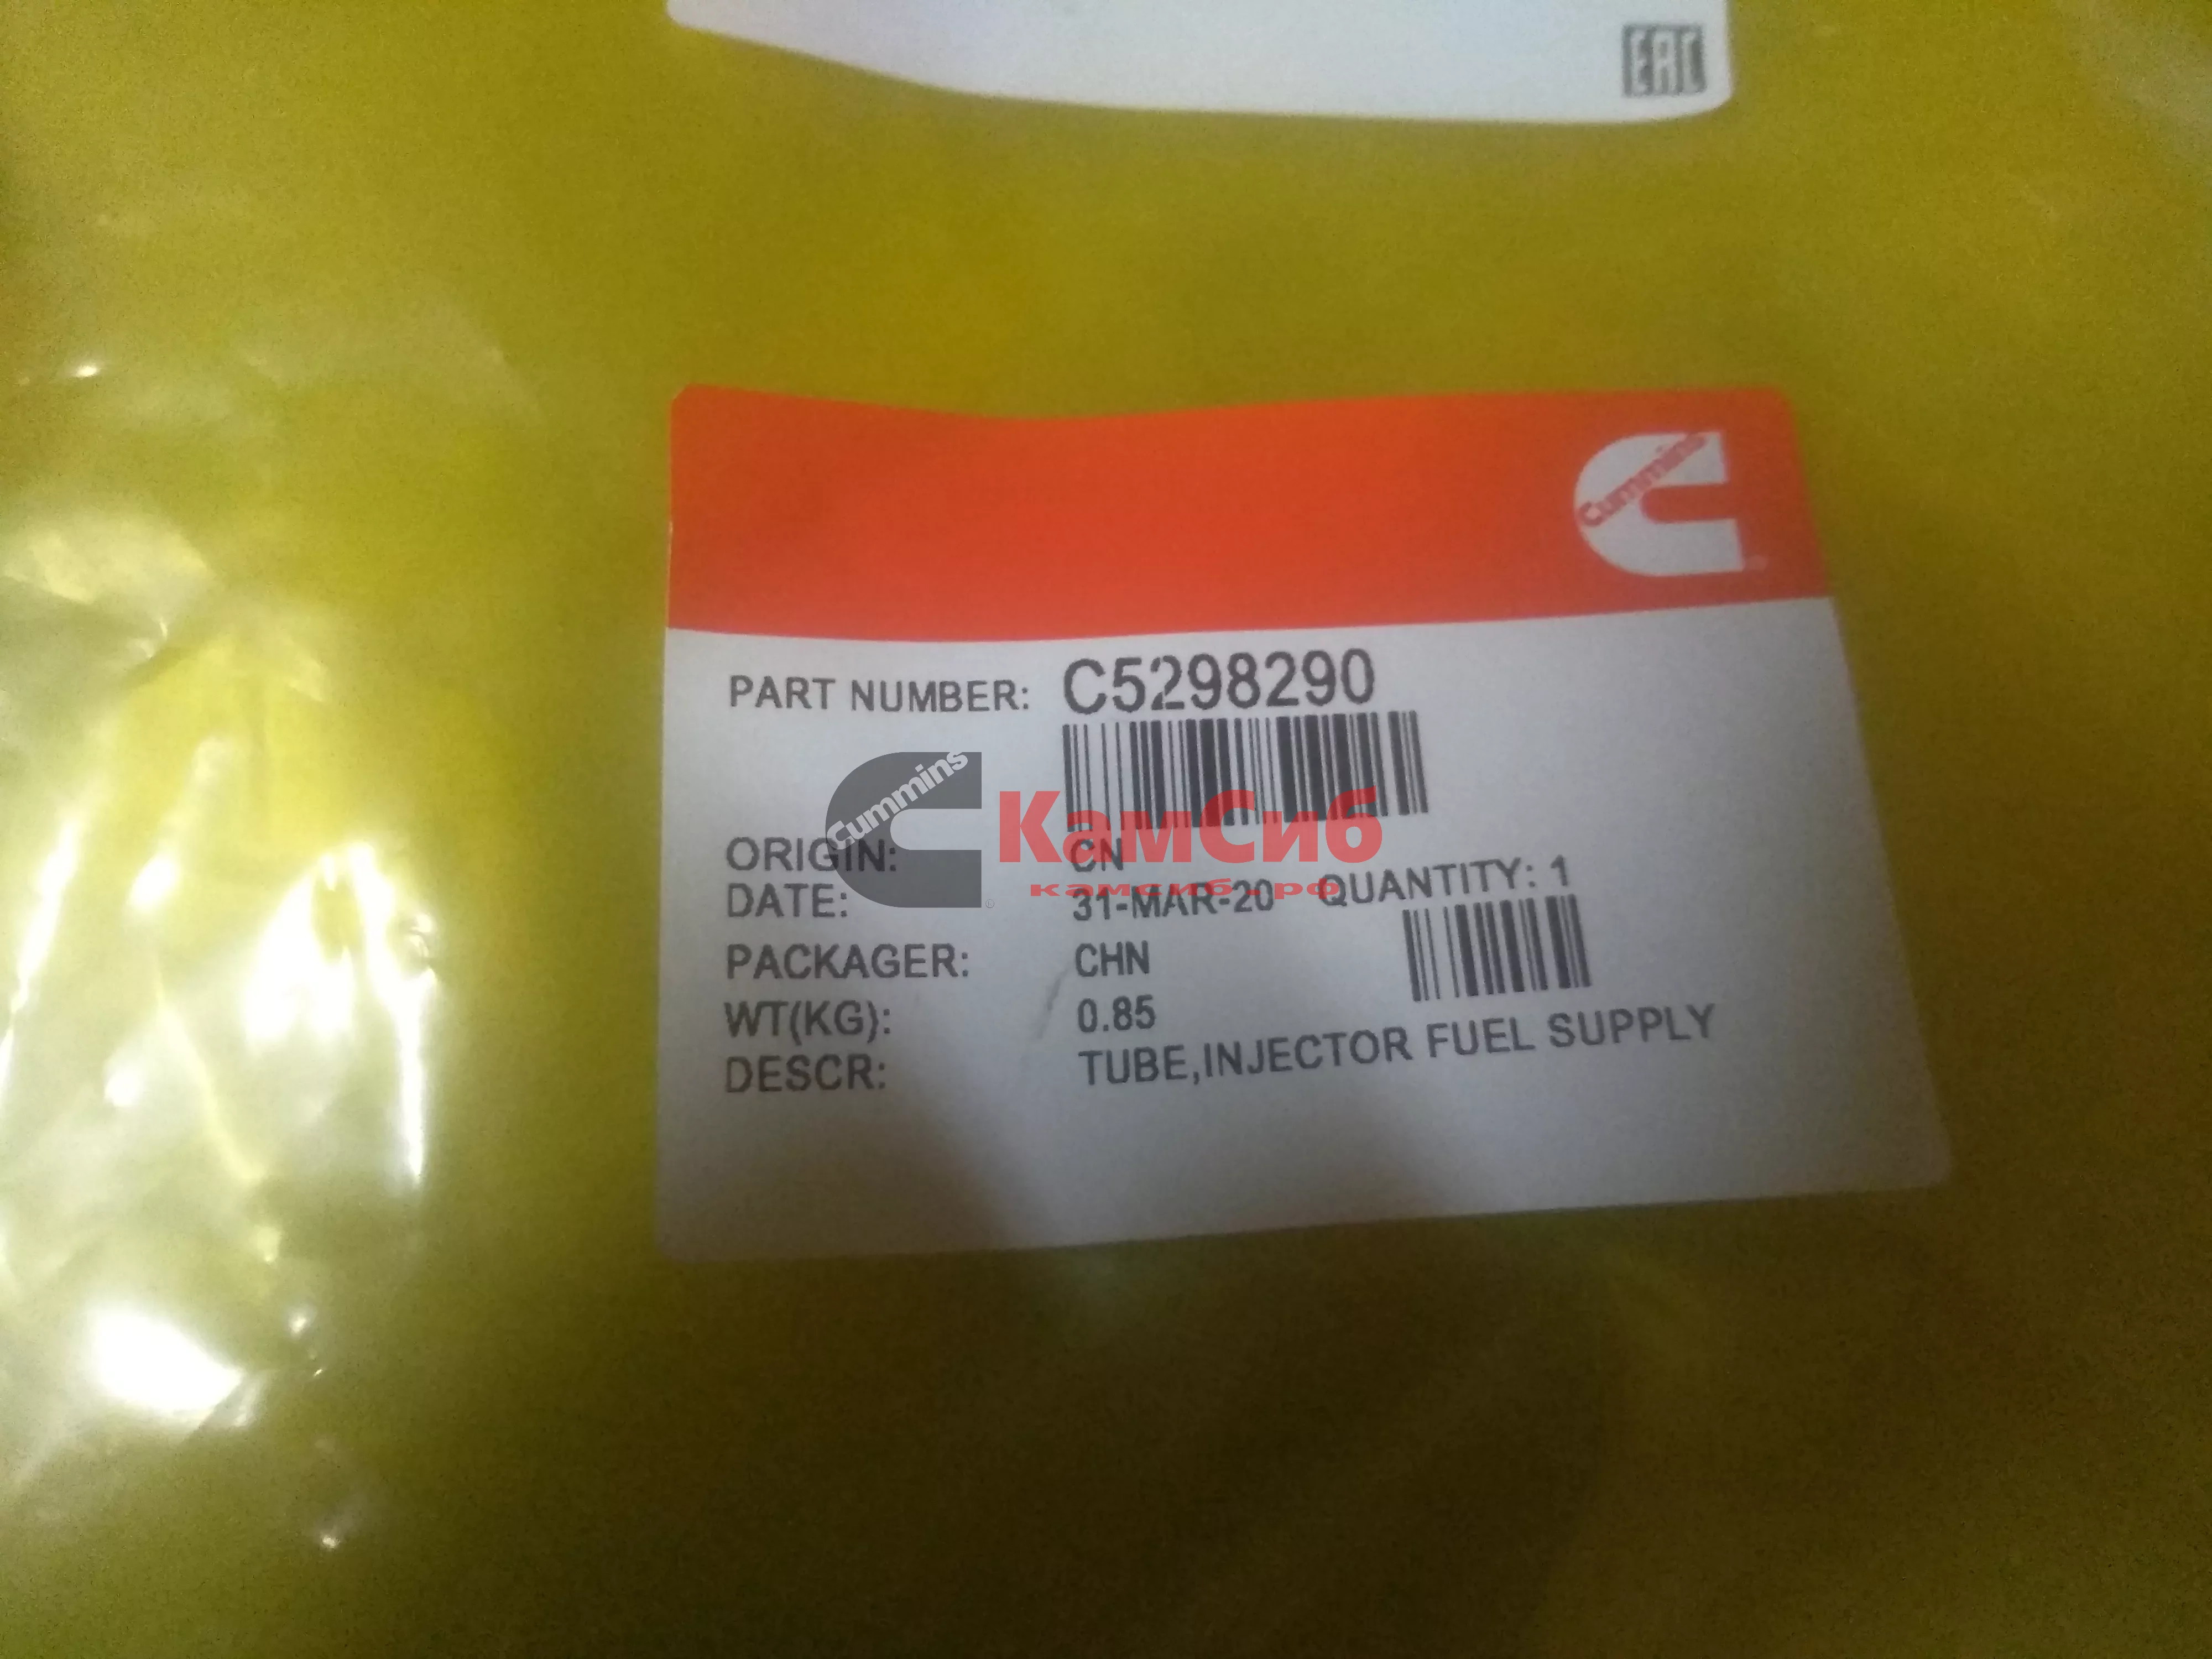 EAC
Cummins
PART NUMBER: C5298290
Cummins
КамСиб
камсиб.рф
ORIGIN: CN
DATE: 31-MAR-20 QUANTITY: 1
PACKAGER: CHN
WT(KG): 0.85
DESCR: TUBE,INJECTOR FUEL SUPPLY